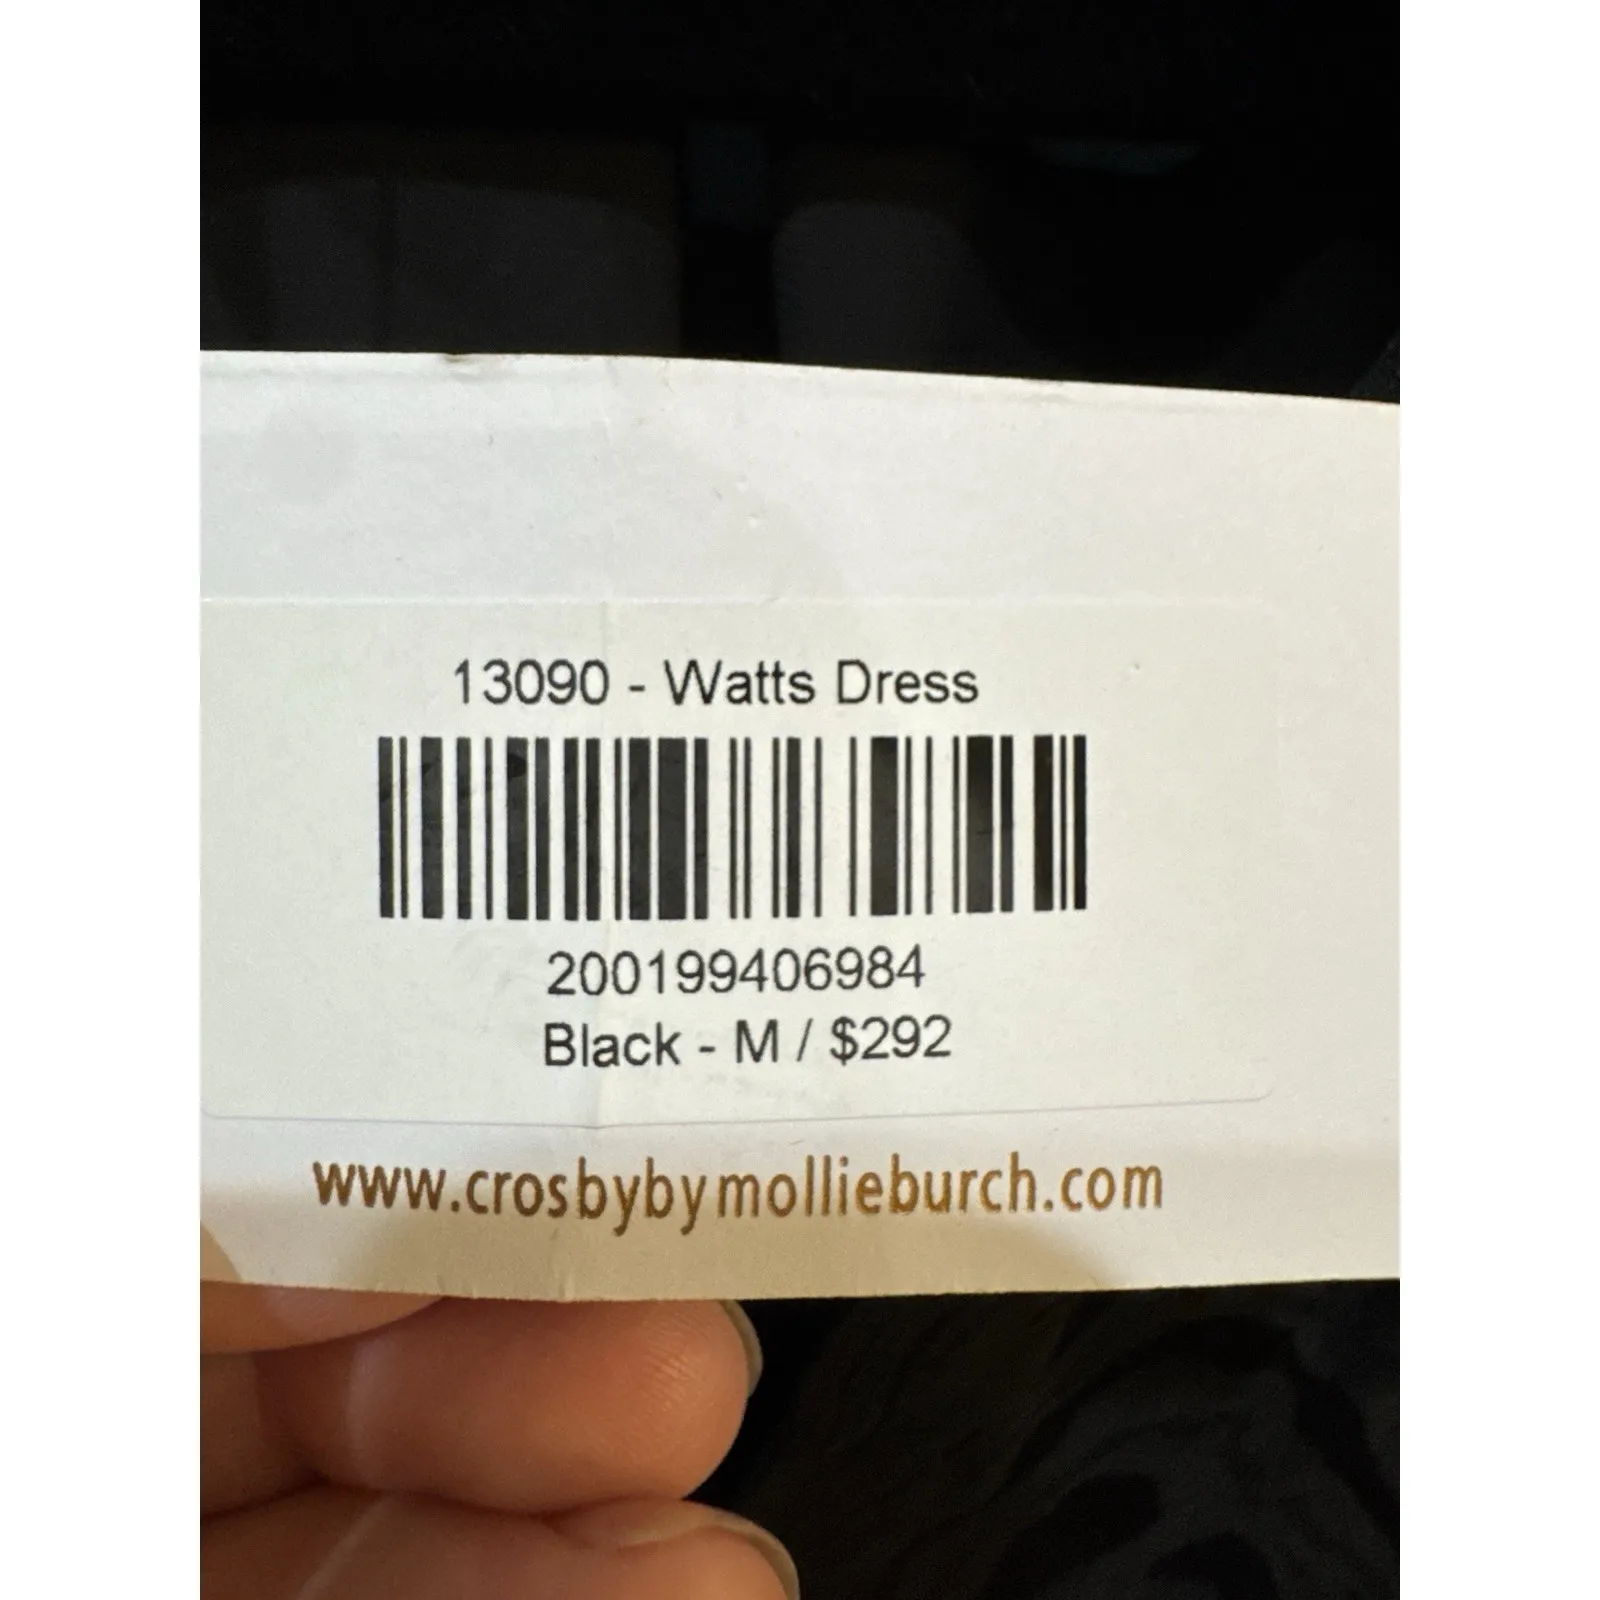 13090 - Watts Dress
200199406984
Black - M / $292
www.crosbybymollieburch.com